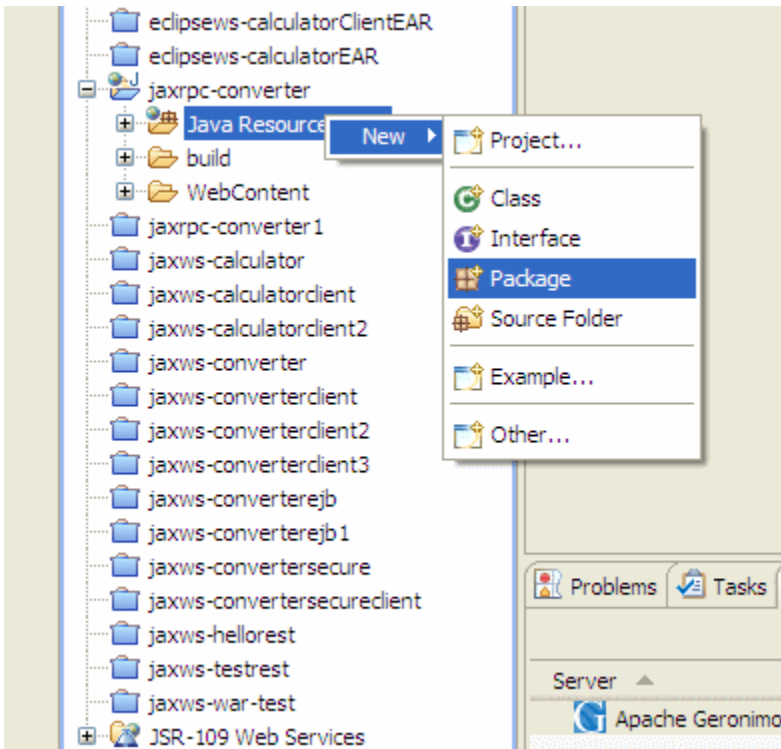 eclipsews-calculatorClientEAR
eclipsews-calculatorEAR
jaxrpc-converter
Java Resource
build
WebContent
jaxrpc-converter1
jaxws-calculator
jaxws-calculatorclient
jaxws-calculatorclient2
jaxws-converter
jaxws-converterclient
jaxws-converterclient2
jaxws-converterclient3
jaxws-converterejb
jaxws-converterejb1
jaxws-convertersecure
jaxws-convertersecureclient
jaxws-hellorest
jaxws-testrest
jaxws-war-test
JSR-109 Web Services
New
Project...
Class
Interface
Package
Source Folder
Example...
Other...
Problems Tasks
Server
Apache Geronimo